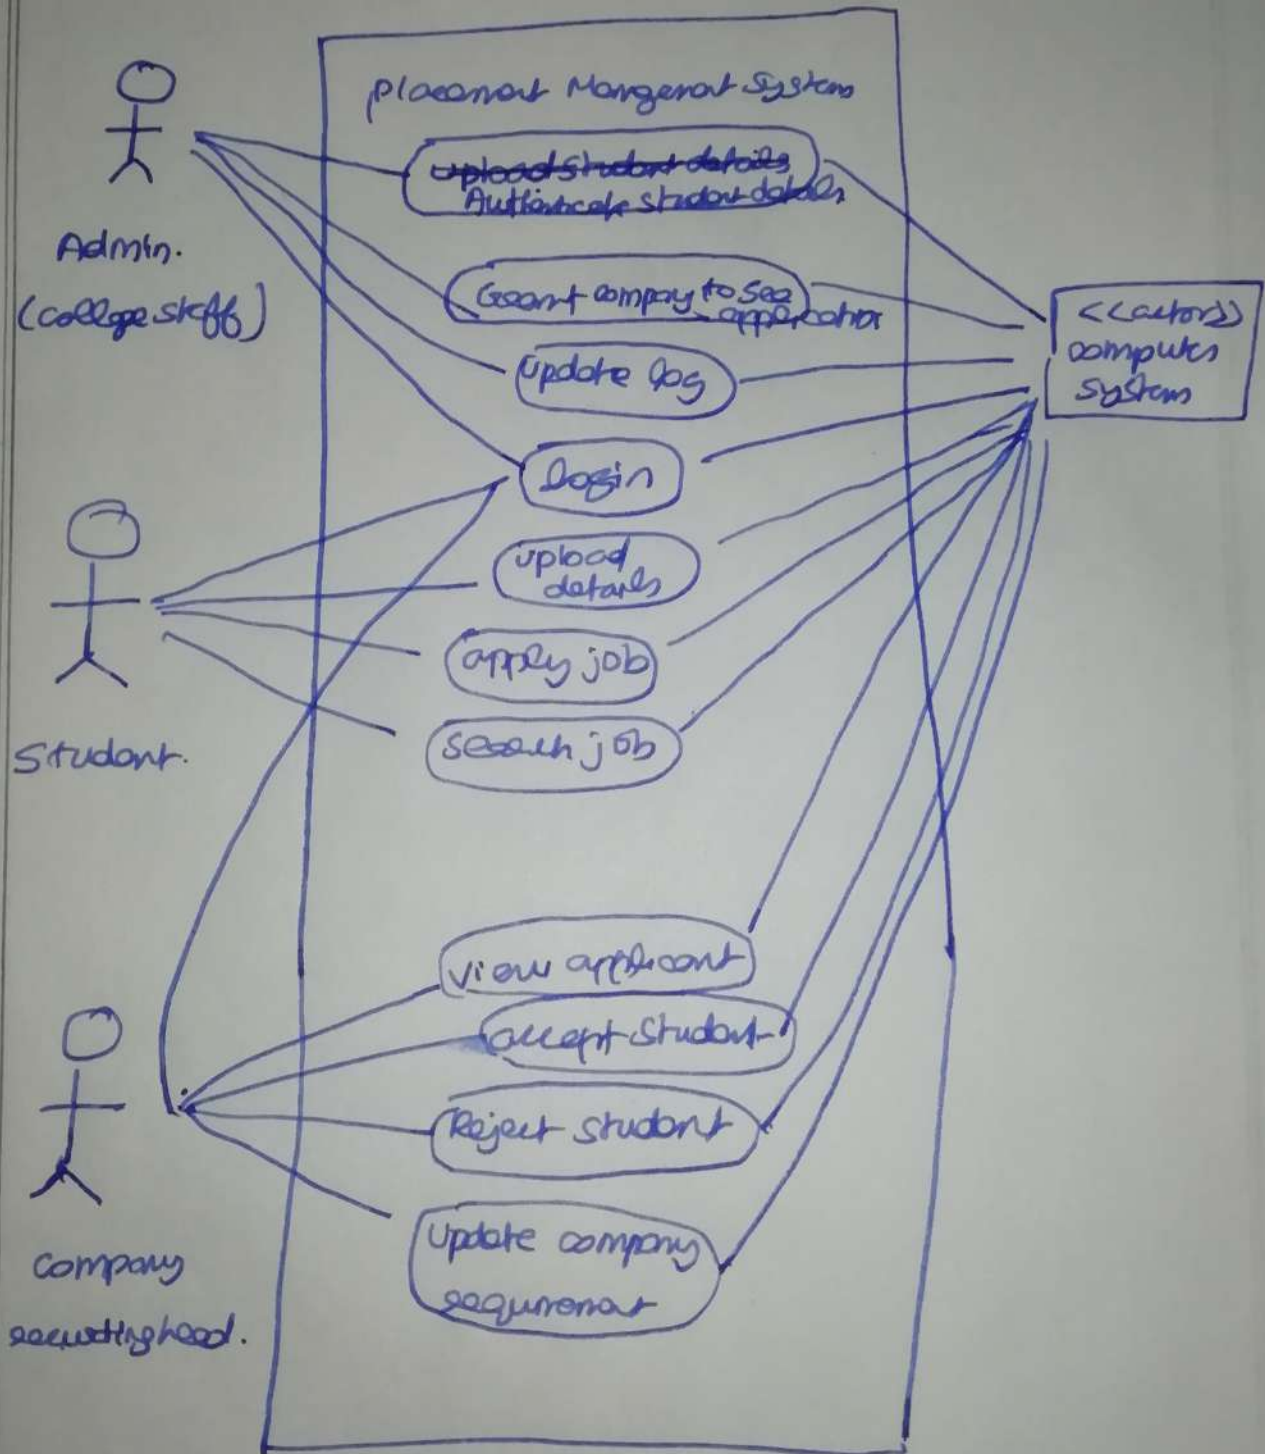 Placement Mangement System
upload student details
Authenticate student details
Admin.
(college staff)
Grant company to see
application
<<actor>>
computer
system
update log
login
upload
details
apply job
Student.
search job
view applicant
accept Student
Reject student
company
recruiting head.
update company
requirement